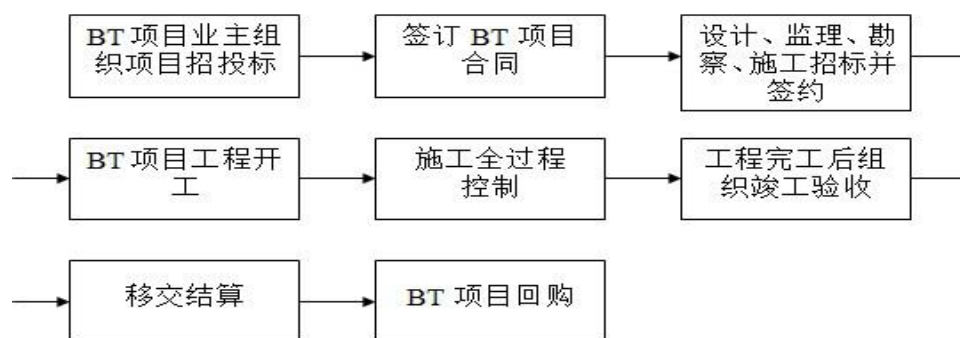 BT 项目业主组
织项目招投标
签订 BT 项目
合同
设计、监理、勘
察、施工招标并
签约
BT 项目工程开
工
施工全过程
控制
工程完工后组
织竣工验收
移交结算
BT 项目回购